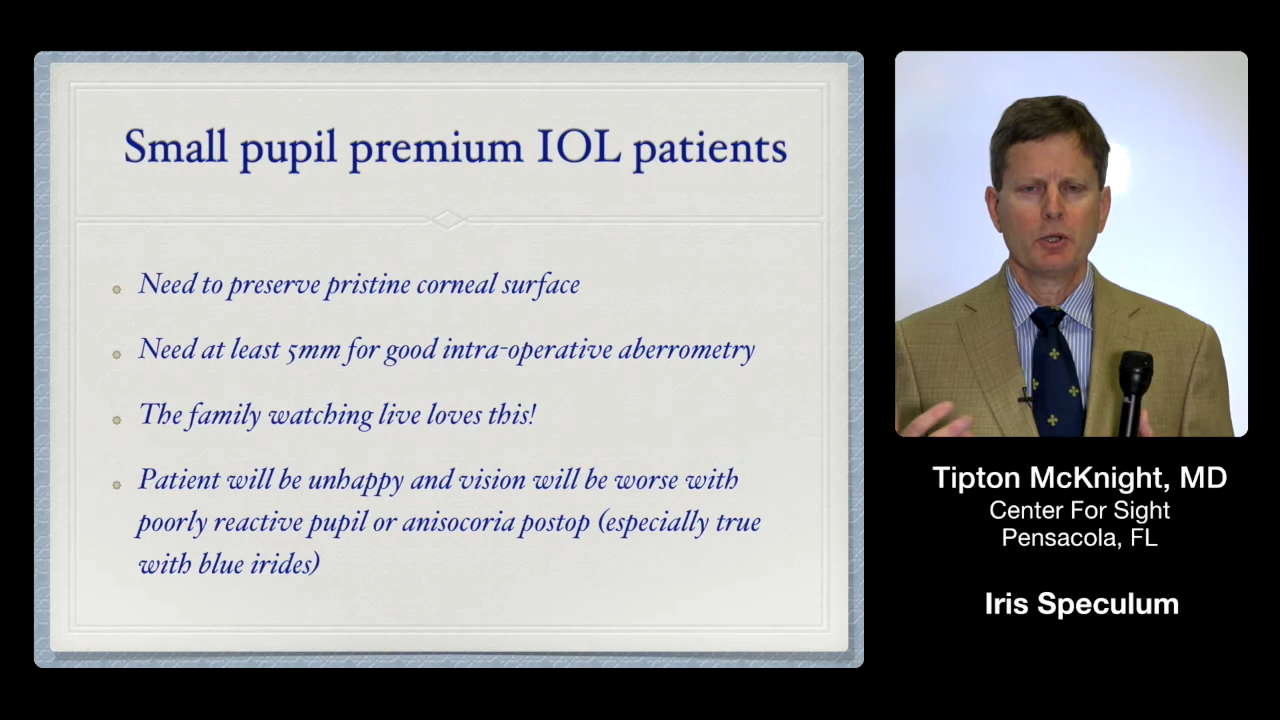 Small pupil premium IOL patients
Need to preserve pristine corneal surface
Need at least 5mm for good intra-operative aberrometry
The family watching live loves this!
Patient will be unhappy and vision will be worse with
poorly reactive pupil or anisocoria postop (especially true
with blue irides)
Tipton McKnight, MD
Center For Sight
Pensacola, FL
Iris Speculum